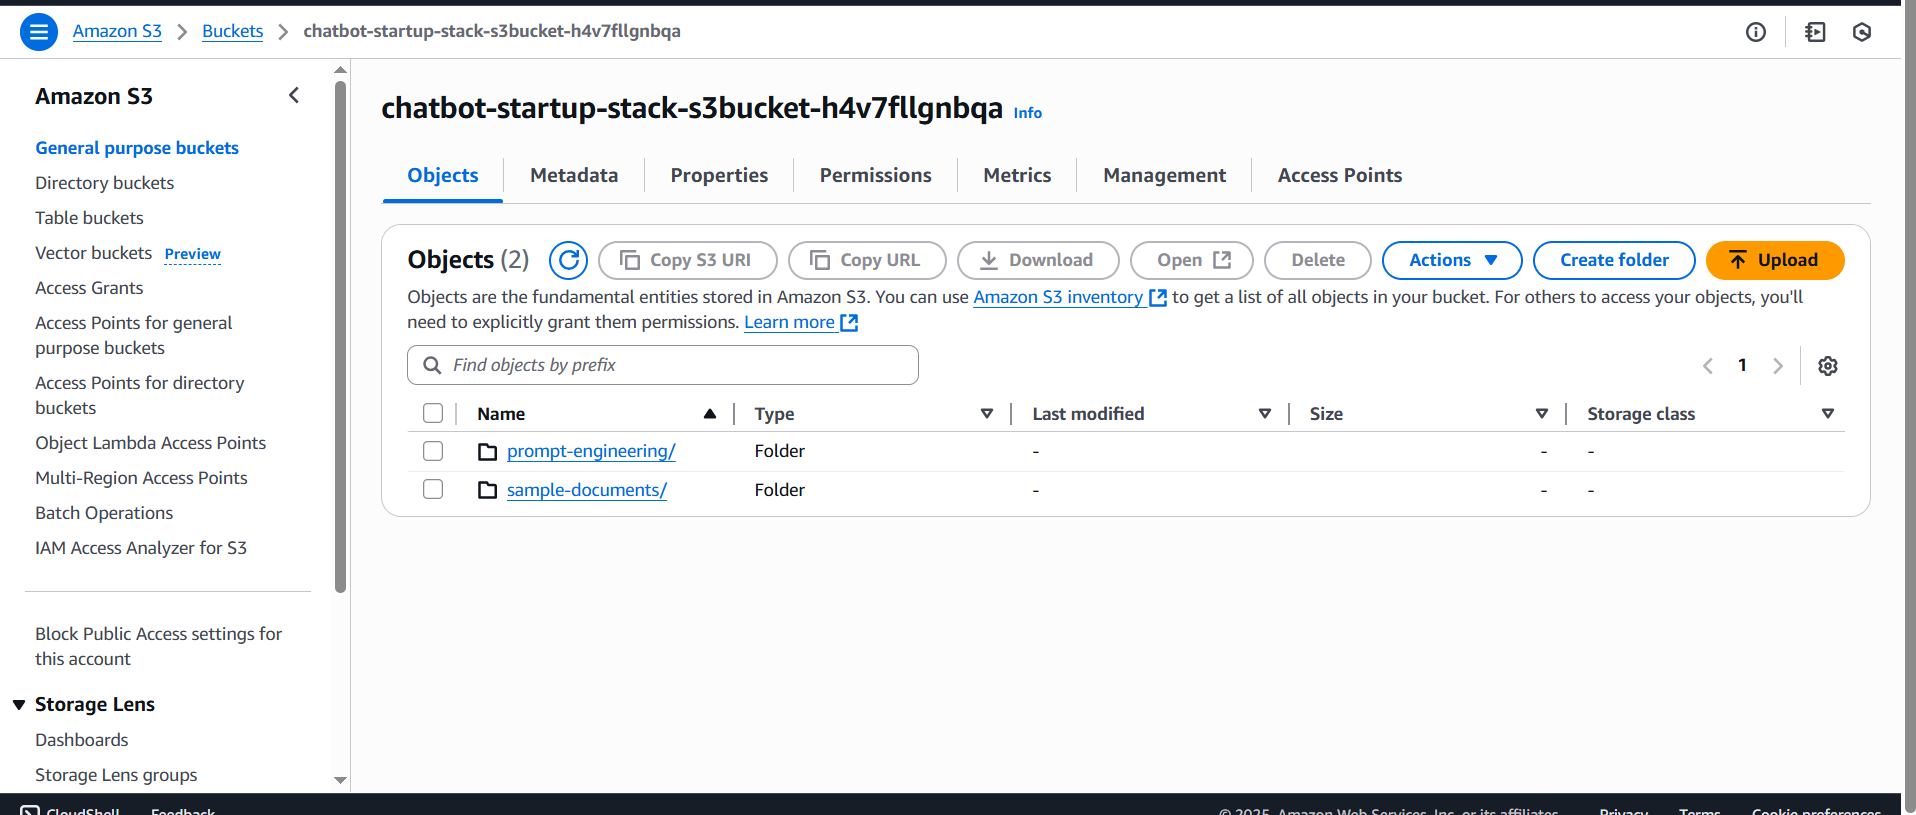 Amazon S3 > Buckets > chatbot-startup-stack-s3bucket-h4v7fllgnbqa
Amazon S3
General purpose buckets
Directory buckets
Table buckets
Vector buckets Preview
Access Grants
Access Points for general
purpose buckets
Access Points for directory
buckets
Object Lambda Access Points
Multi-Region Access Points
Batch Operations
IAM Access Analyzer for S3
Block Public Access settings for
this account
Storage Lens
Dashboards
Storage Lens groups
chatbot-startup-stack-s3bucket-h4v7fllgnbqa Info
Objects Metadata Properties Permissions Metrics Management Access Points
Objects (2) Copy S3 URI Copy URL Download Open Delete Actions Create folder Upload
Objects are the fundamental entities stored in Amazon S3. You can use Amazon S3 inventory to get a list of all objects in your bucket. For others to access your objects, you'll
need to explicitly grant them permissions. Learn more
Find objects by prefix
1
Name Type Last modified Size Storage class
prompt-engineering/ Folder - - -
sample-documents/ Folder - - -
CloudShell Feedback © 2025, Amazon Web Services, Inc. or its affiliates. Privacy Terms Cookie preferences